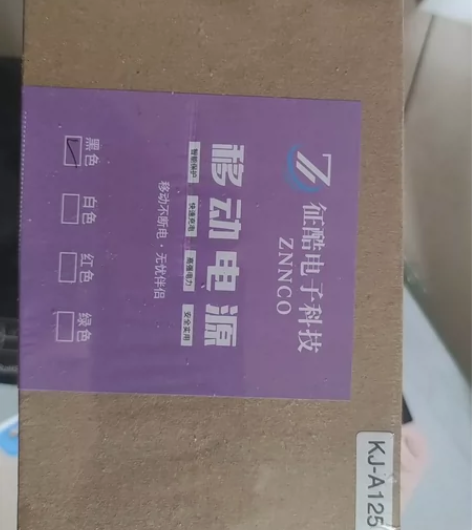 征酷电子科技
ZNNCO
移动电源
智能保护 快速充电 高臻电力 安全实用
移动不断电·无忧伴侣
黑色 白色 红色 绿色
KJ-A125